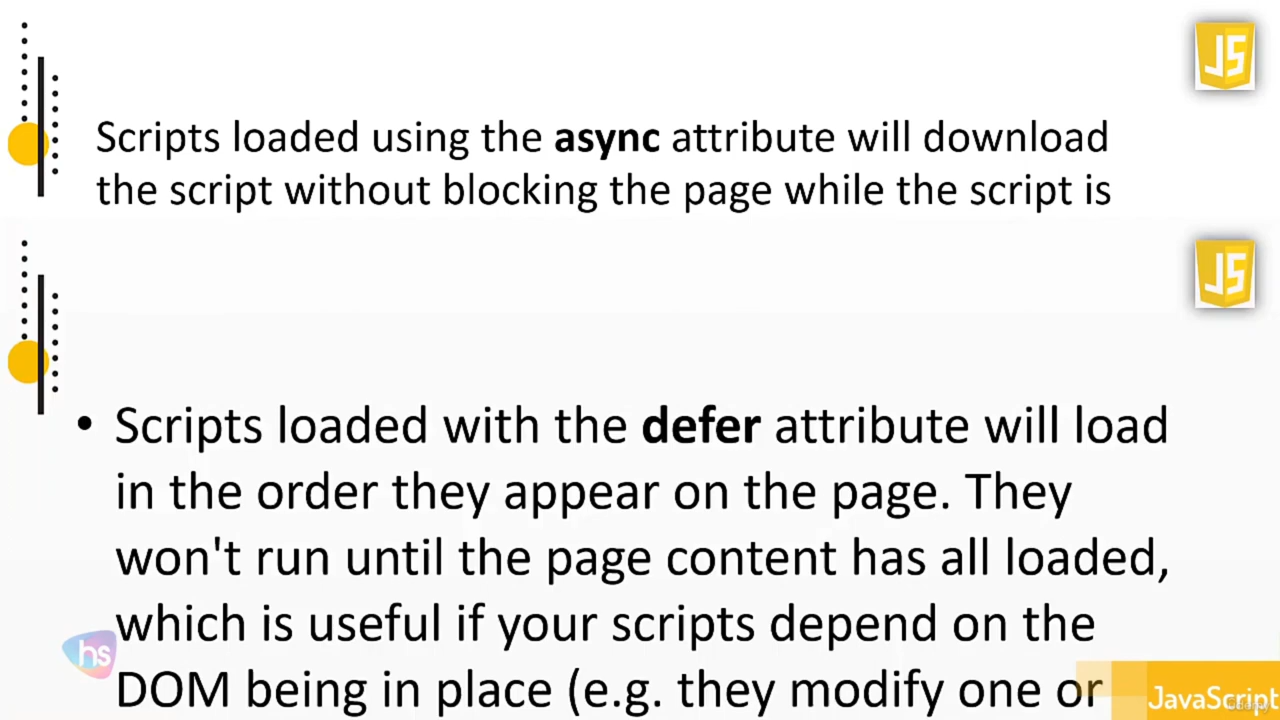 JS
Scripts loaded using the async attribute will download
the script without blocking the page while the script is
JS
• Scripts loaded with the defer attribute will load
in the order they appear on the page. They
won't run until the page content has all loaded,
which is useful if your scripts depend on the
hs
DOM being in place (e.g. they modify one or
JavaScript
Udemy